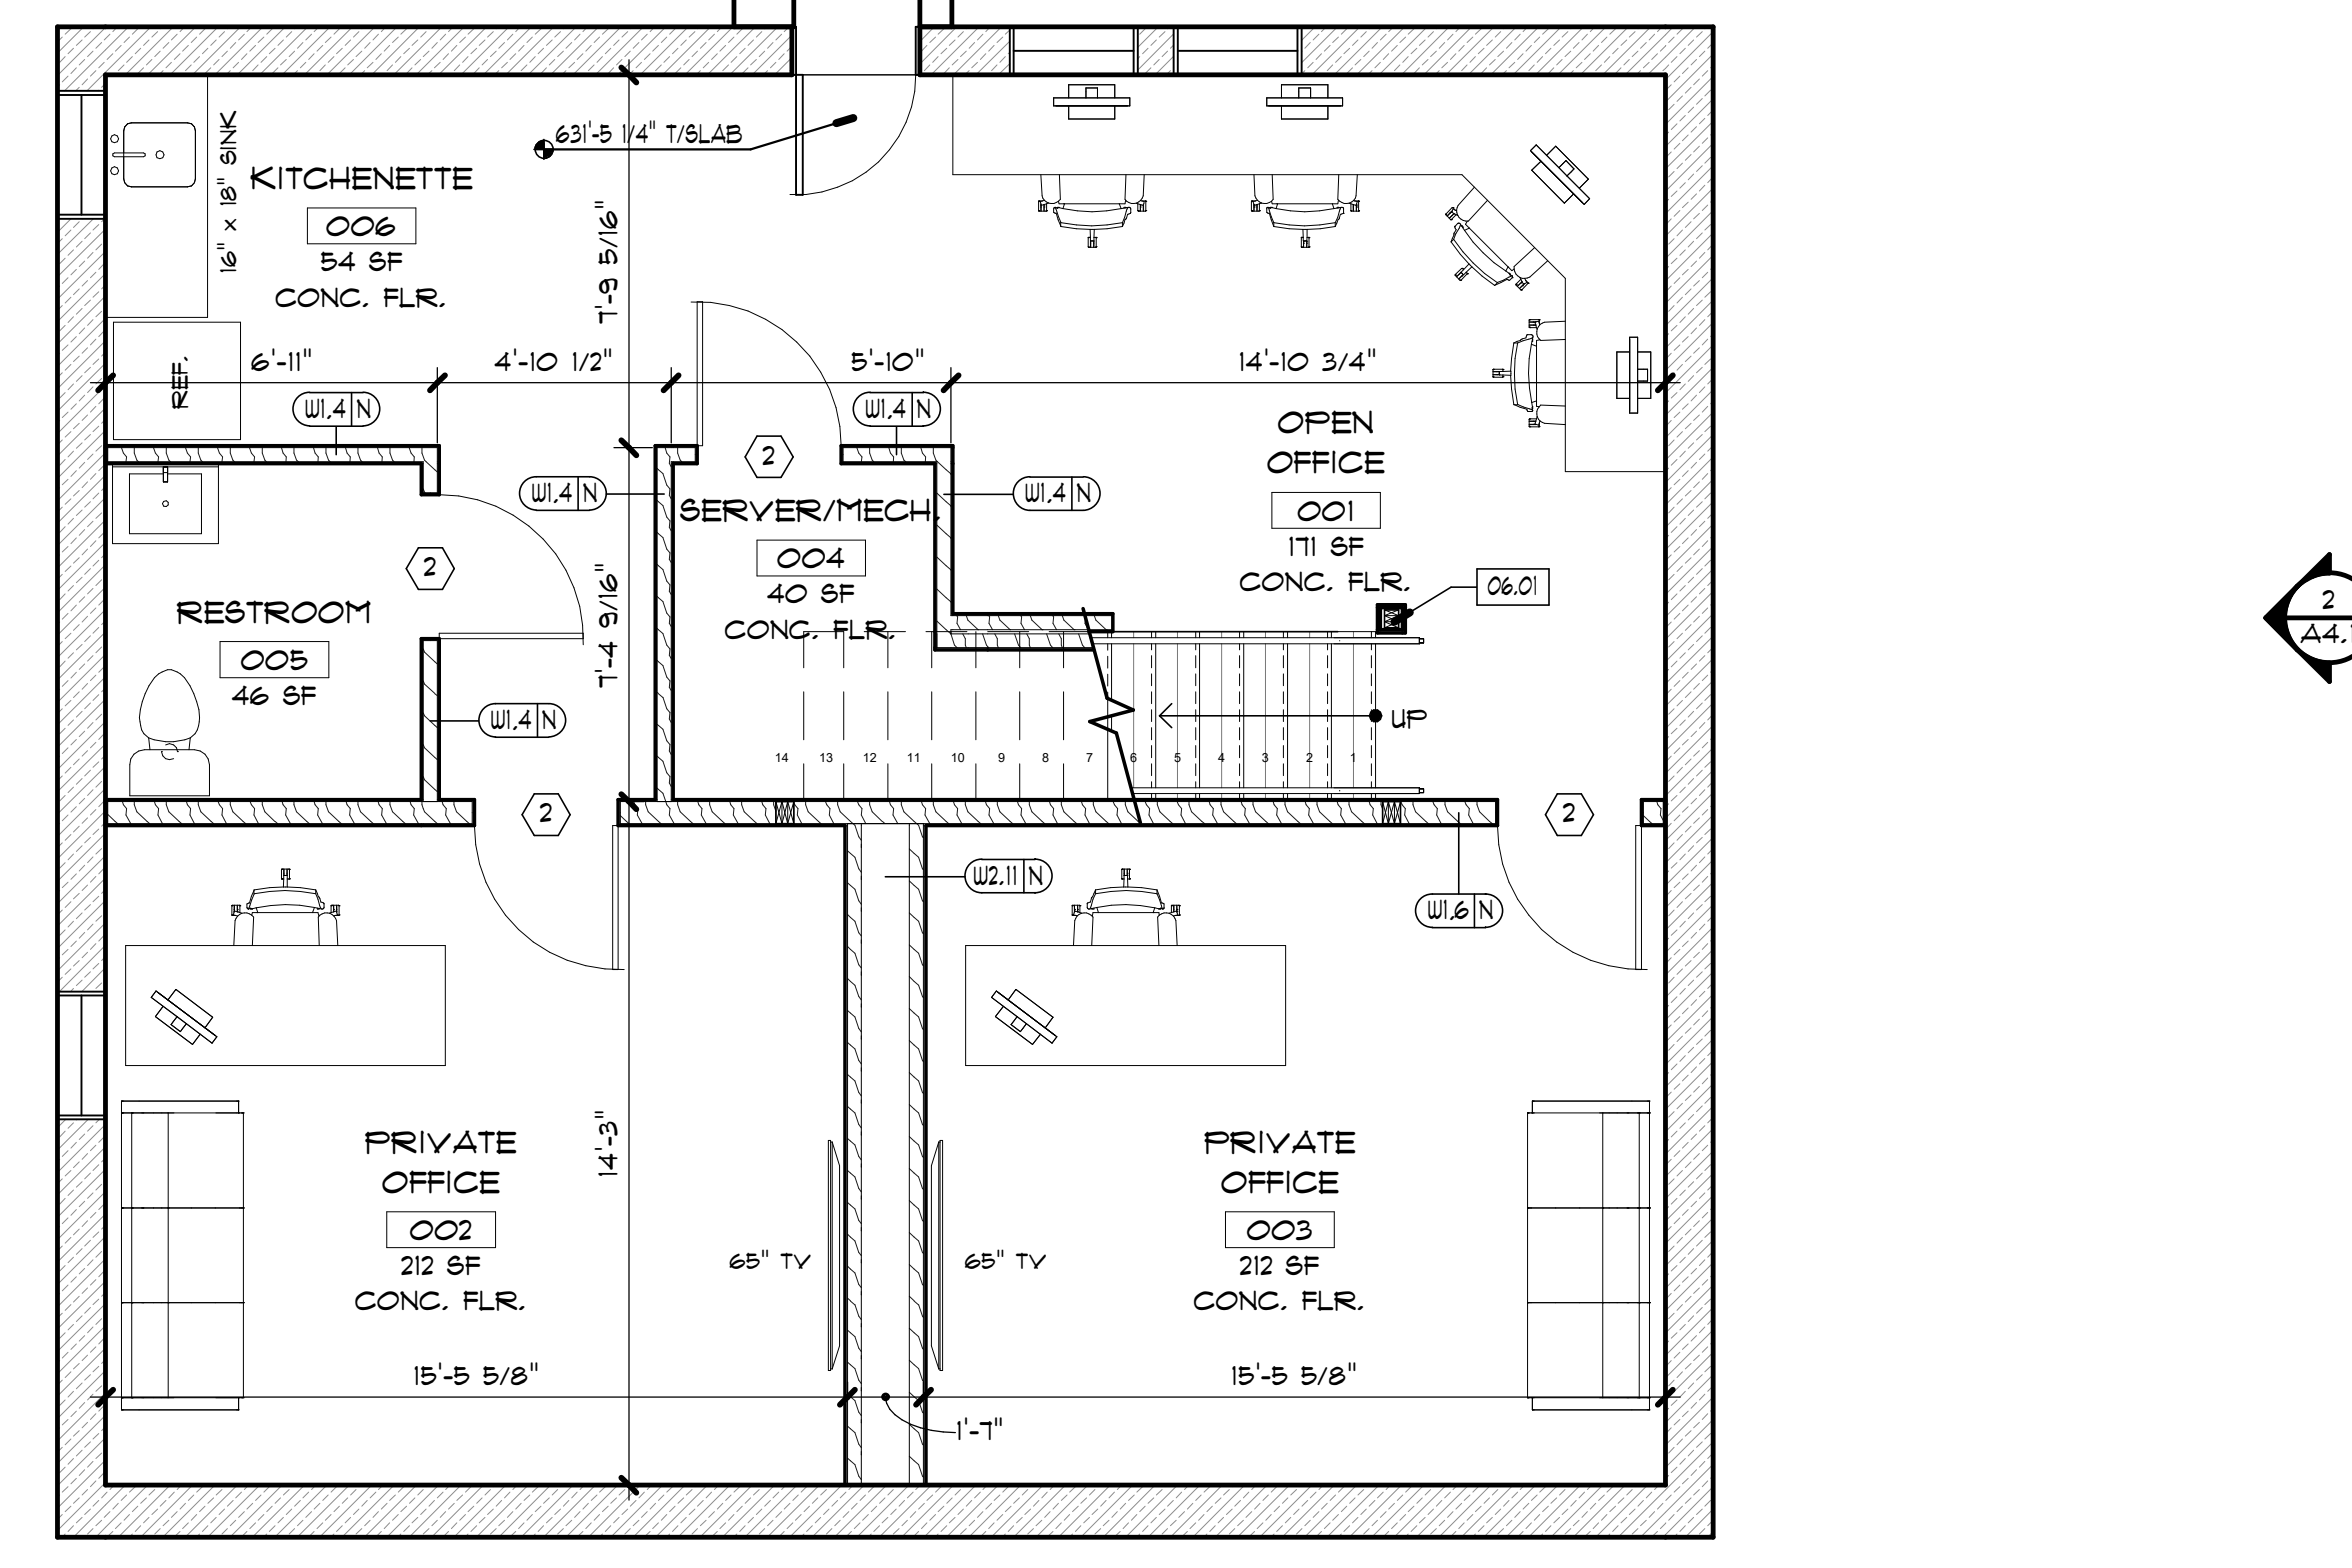 631'-5 1/4" T/SLAB
16" x 18" SINK
KITCHENETTE
006
54 SF
CONC. FLR.
7'-9 5/16"
REF.
6'-11"
4'-10 1/2"
5'-10"
14'-10 3/4"
W1.4 N
W1.4 N
OPEN
OFFICE
001
171 SF
CONC. FLR.
2
W1.4 N
W1.4 N
SERVER/MECH.
004
40 SF
CONC. FLR.
2
7'-4 9/16"
06.01
2
A4.
RESTROOM
005
46 SF
W1.4 N
UP
14 13 12 11 10 9 8 7 6 5 4 3 2 1
2
2
W2.11 N
W1.6 N
14'-3"
PRIVATE
OFFICE
002
212 SF
CONC. FLR.
65" TV
65" TV
PRIVATE
OFFICE
003
212 SF
CONC. FLR.
15'-5 5/8"
15'-5 5/8"
1'-7"